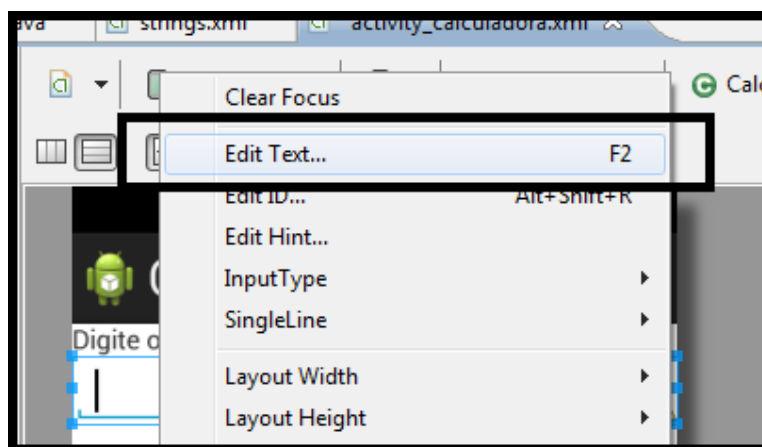 ava strings.xml activity_calculadora.xml
Clear Focus
Edit Text... F2
Edit ID... Alt+Shift+R
Edit Hint...
InputType
SingleLine
Digite o
Layout Width
Layout Height